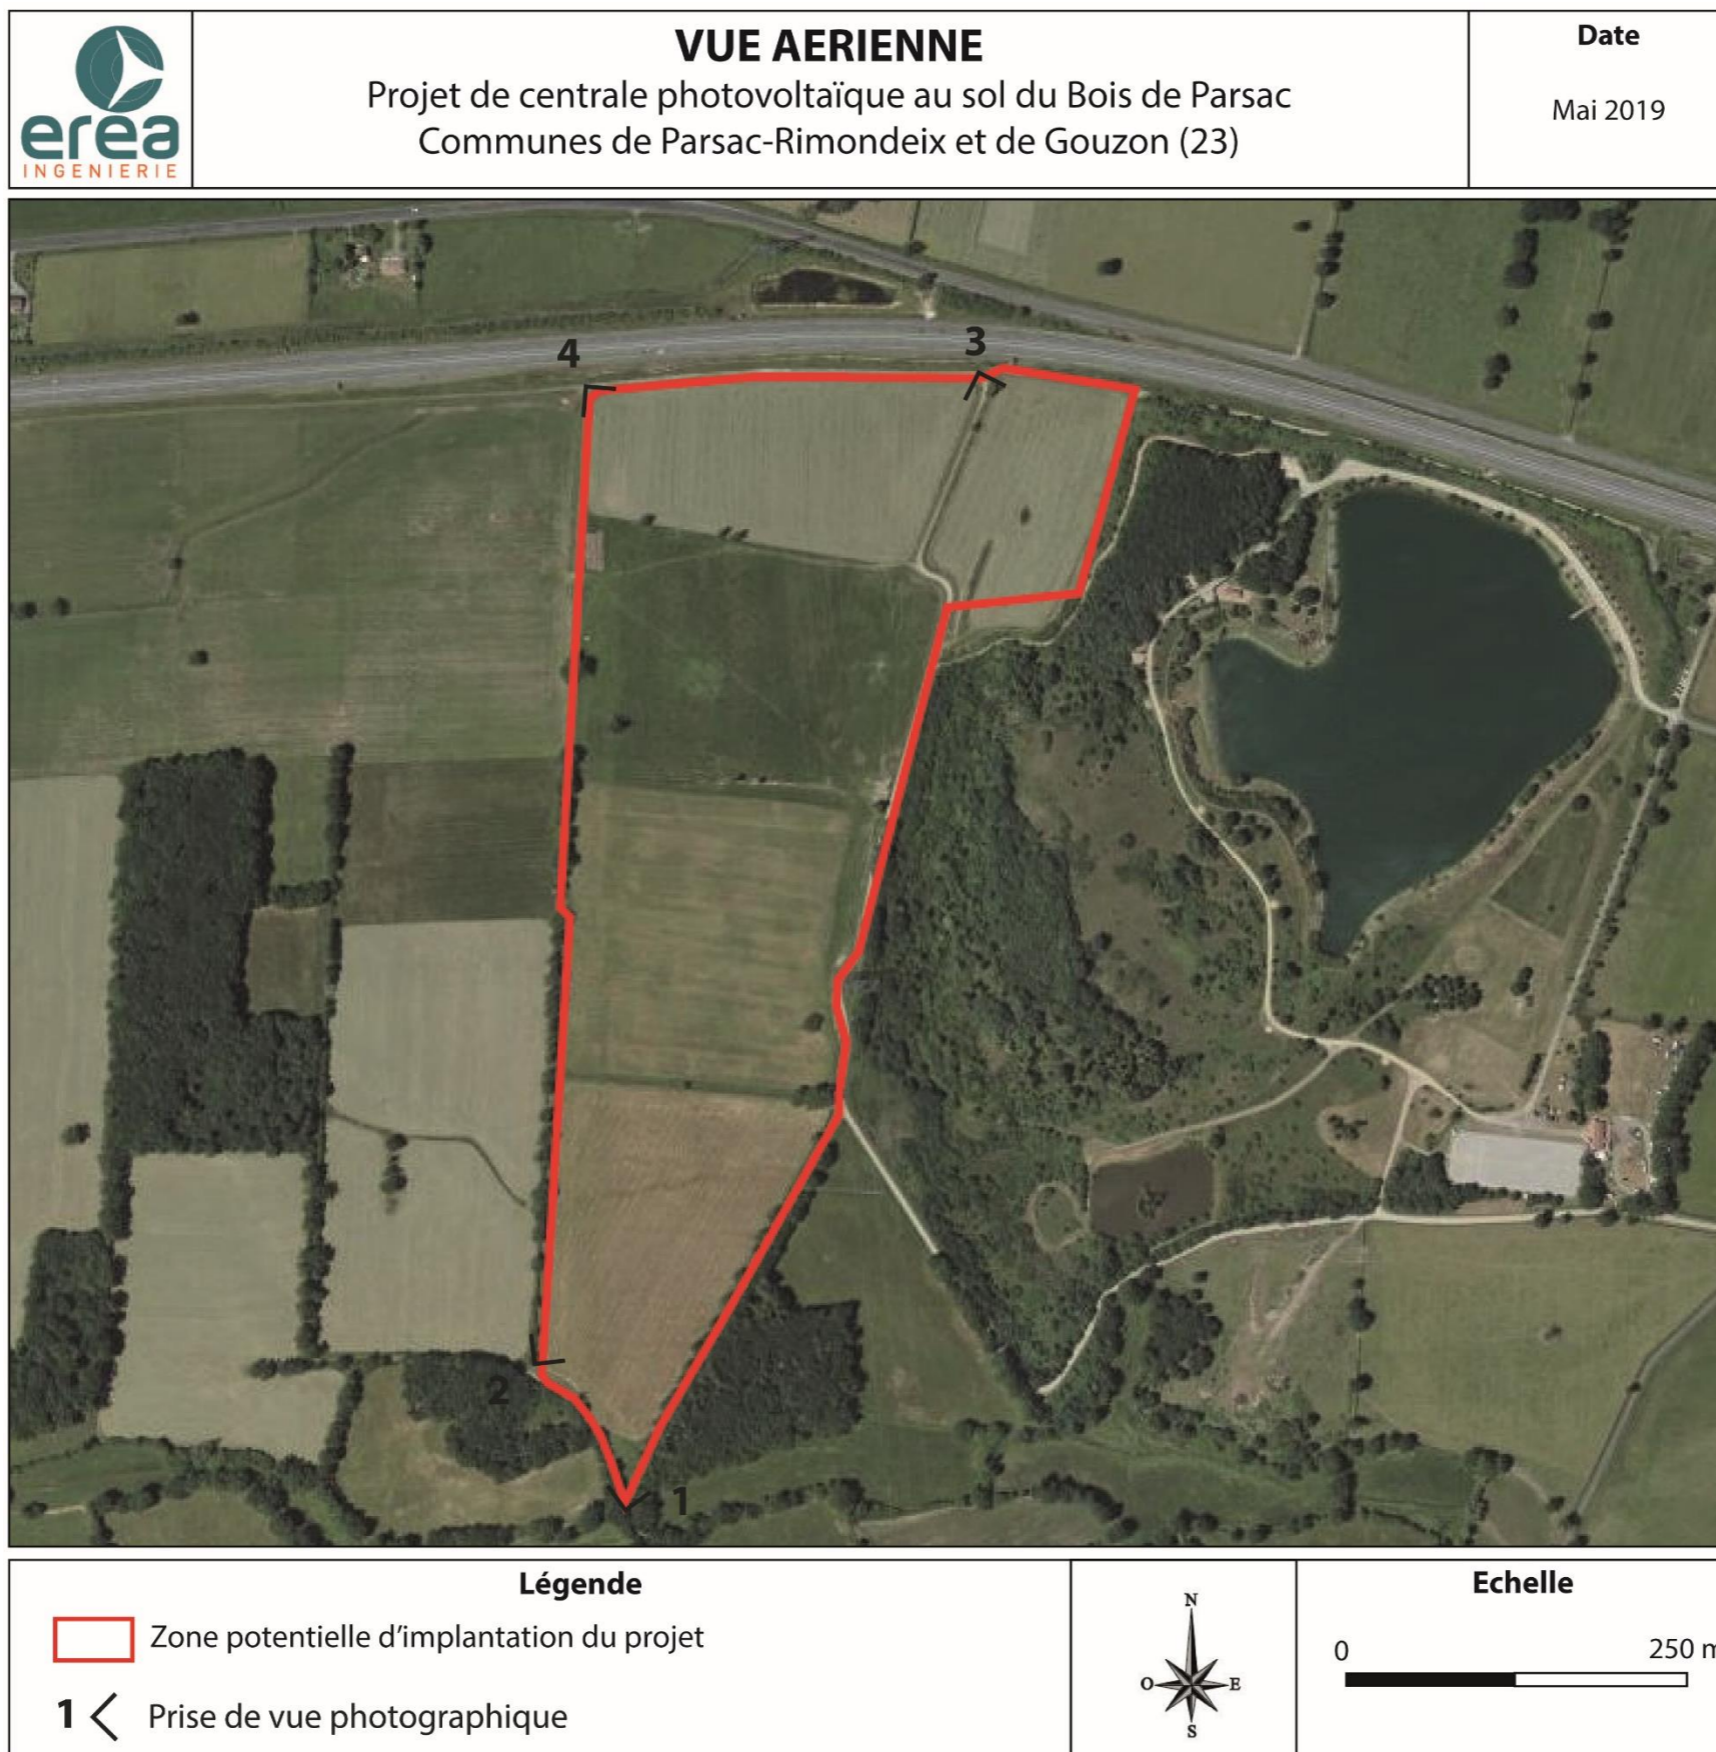 erea
INGENIERIE
VUE AERIENNE
Projet de centrale photovoltaïque au sol du Bois de Parsac
Communes de Parsac-Rimondeix et de Gouzon (23)
Date
Mai 2019
4
3
2
1
Légende
Zone potentielle d'implantation du projet
1
Prise de vue photographique
N
O
E
S
Echelle
0
250 m